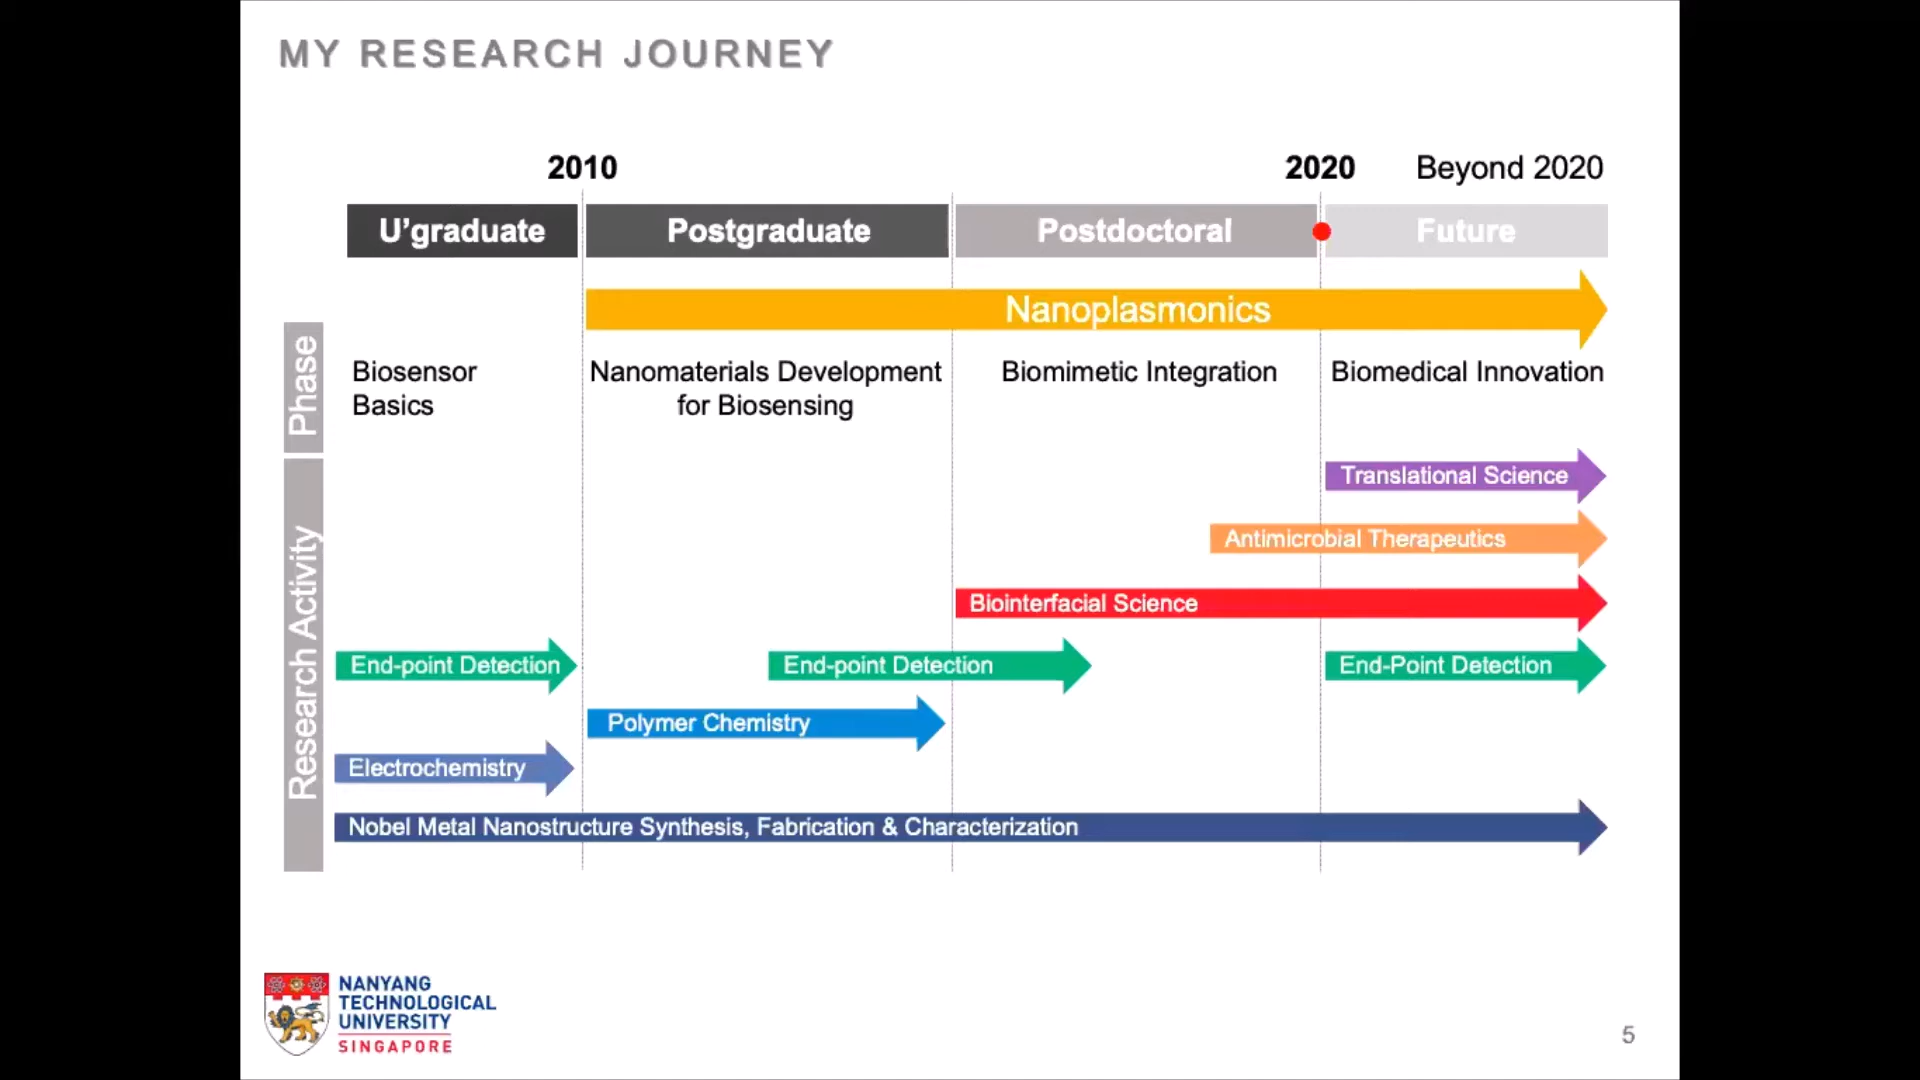 MY RESEARCH JOURNEY
2010
2020
Beyond 2020
U'graduate
Postgraduate
Postdoctoral
Future
Nanoplasmonics
Phase
Biosensor
Basics
Nanomaterials Development
for Biosensing
Biomimetic Integration
Biomedical Innovation
Research Activity
Translational Science
Antimicrobial Therapeutics
Biointerfacial Science
End-point Detection
End-point Detection
End-Point Detection
Polymer Chemistry
Electrochemistry
Nobel Metal Nanostructure Synthesis, Fabrication & Characterization
NANYANG
TECHNOLOGICAL
UNIVERSITY
SINGAPORE
5